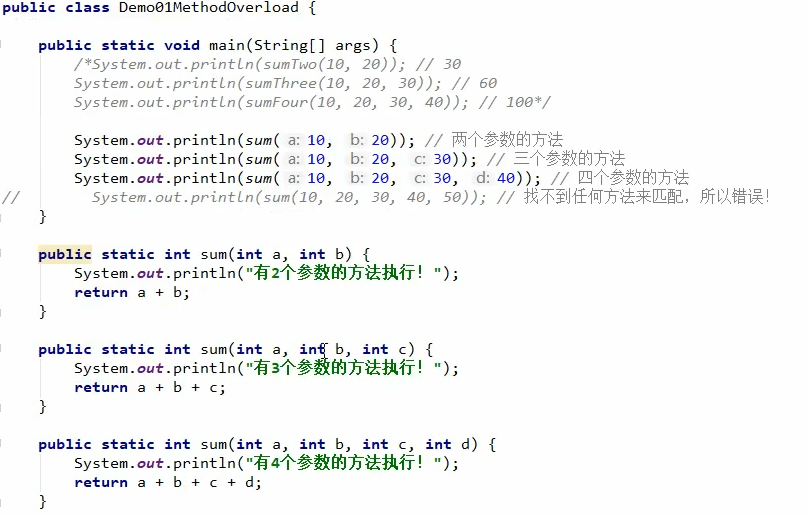 public class Demo01MethodOverload {
public static void main(String[] args) {
/*System.out.println(sumTwo(10, 20)); // 30
System.out.println(sumThree(10, 20, 30)); // 60
System.out.println(sumFour(10, 20, 30, 40)); // 100*/
System.out.println(sum( a: 10, b: 20)); // 两个参数的方法
System.out.println(sum( a: 10, b: 20, c: 30)); // 三个参数的方法
System.out.println(sum( a: 10, b: 20, c: 30, d: 40)); // 四个参数的方法
// System.out.println(sum(10, 20, 30, 40, 50)); // 找不到任何方法来匹配，所以错误！
}
public static int sum(int a, int b) {
System.out.println("有2个参数的方法执行！");
return a + b;
}
public static int sum(int a, int b, int c) {
System.out.println("有3个参数的方法执行！");
return a + b + c;
}
public static int sum(int a, int b, int c, int d) {
System.out.println("有4个参数的方法执行！");
return a + b + c + d;
}